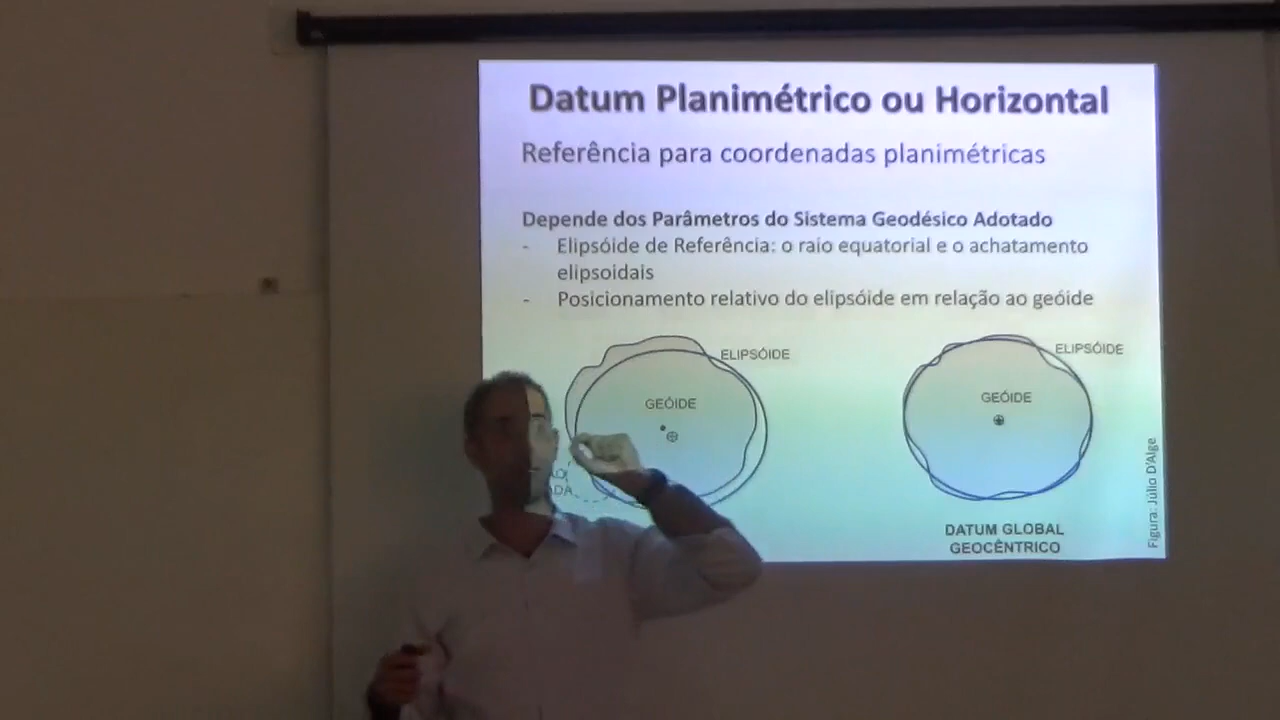 Datum Planimétrico ou Horizontal
Referência para coordenadas planimétricas
Depende dos Parâmetros do Sistema Geodésico Adotado
- Elipsóide de Referência: o raio equatorial e o achatamento
elipsoidais
- Posicionamento relativo do elipsóide em relação ao geóide
ELIPSÓIDE
GEÓIDE
ELIPSÓIDE
GEÓIDE
DATUM GLOBAL
GEOCÊNTRICO
Figura: Júlio D'Alge